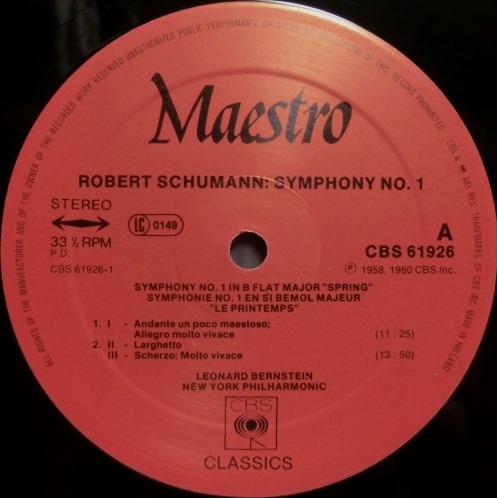 ALL RIGHTS OF THE MANUFACTURER AND OF THE OWNER OF THE RECORDED WORK RESERVED UNAUTHORIZED PUBLIC PERFORMANCE OF THIS RECORD PROHIBITED
CBS & ARE REG. TRADEMARKS OF CBS INC. MADE IN HOLLAND
Maestro
ROBERT SCHUMANN: SYMPHONY NO. 1
STEREO
LC 0149
33 ⅓ RPM
P.D.
CBS 61926-1
A
CBS 61926
℗ 1958, 1960 CBS Inc.
SYMPHONY NO. 1 IN B FLAT MAJOR "SPRING"
SYMPHONIE NO. 1 EN SI BEMOL MAJEUR
"LE PRINTEMPS"
1. I - Andante un poco maestoso;
Allegro molto vivace (11 : 25)
2. II - Larghetto
III - Scherzo: Molto vivace (13 : 50)
LEONARD BERNSTEIN
NEW YORK PHILHARMONIC
CBS
CLASSICS